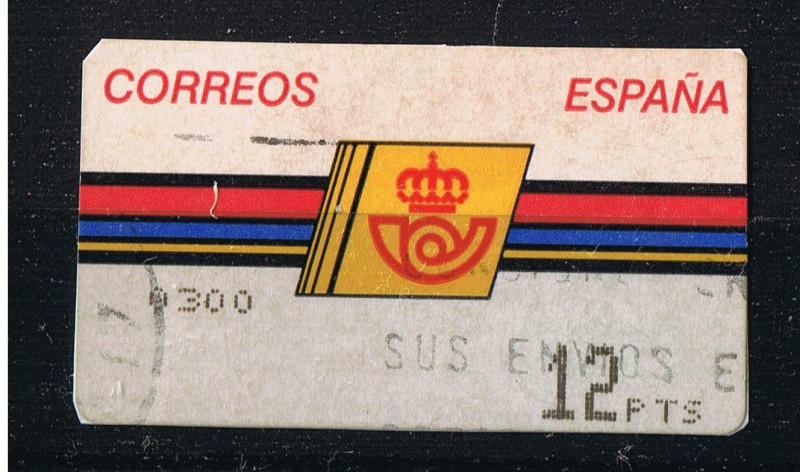 CORREOS ESPAÑA
0300
SUS ENVIOS E
12 PTS